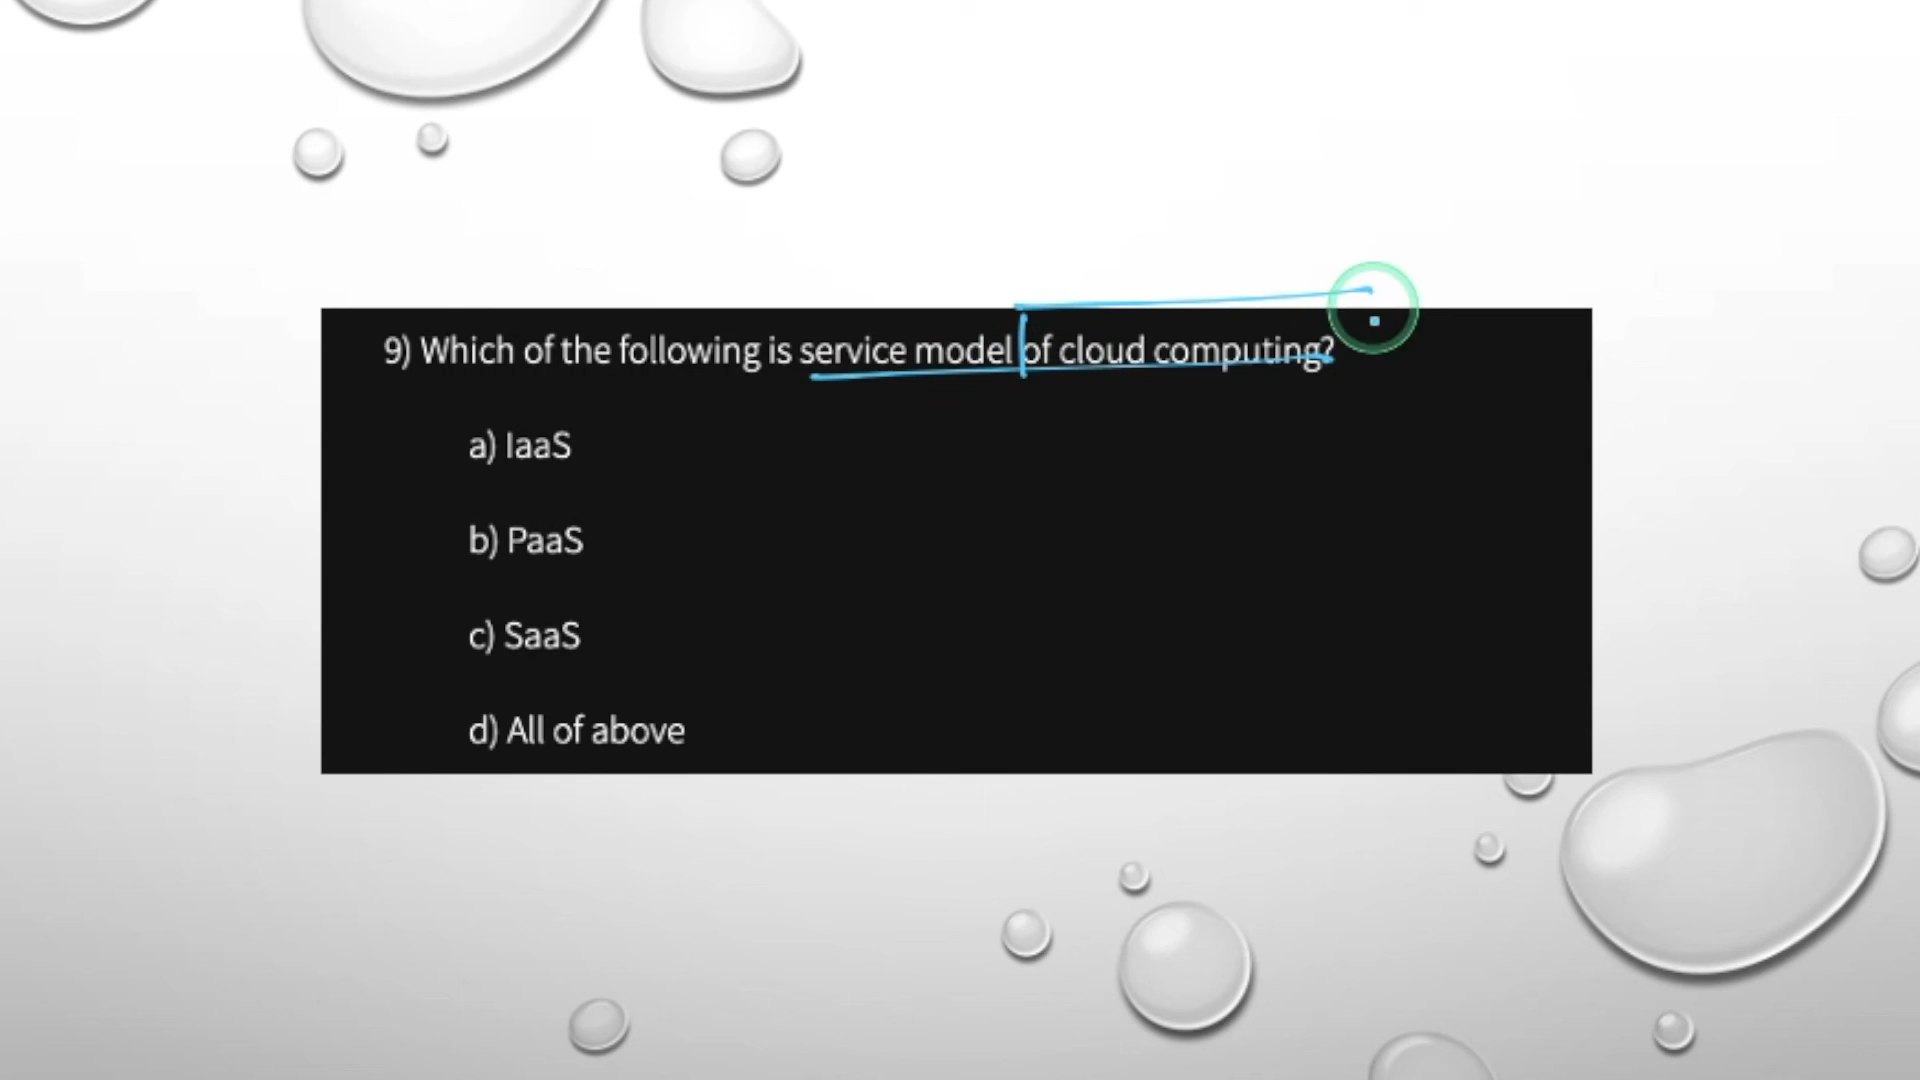 9) Which of the following is service model of cloud computing?
a) IaaS
b) PaaS
c) SaaS
d) All of above